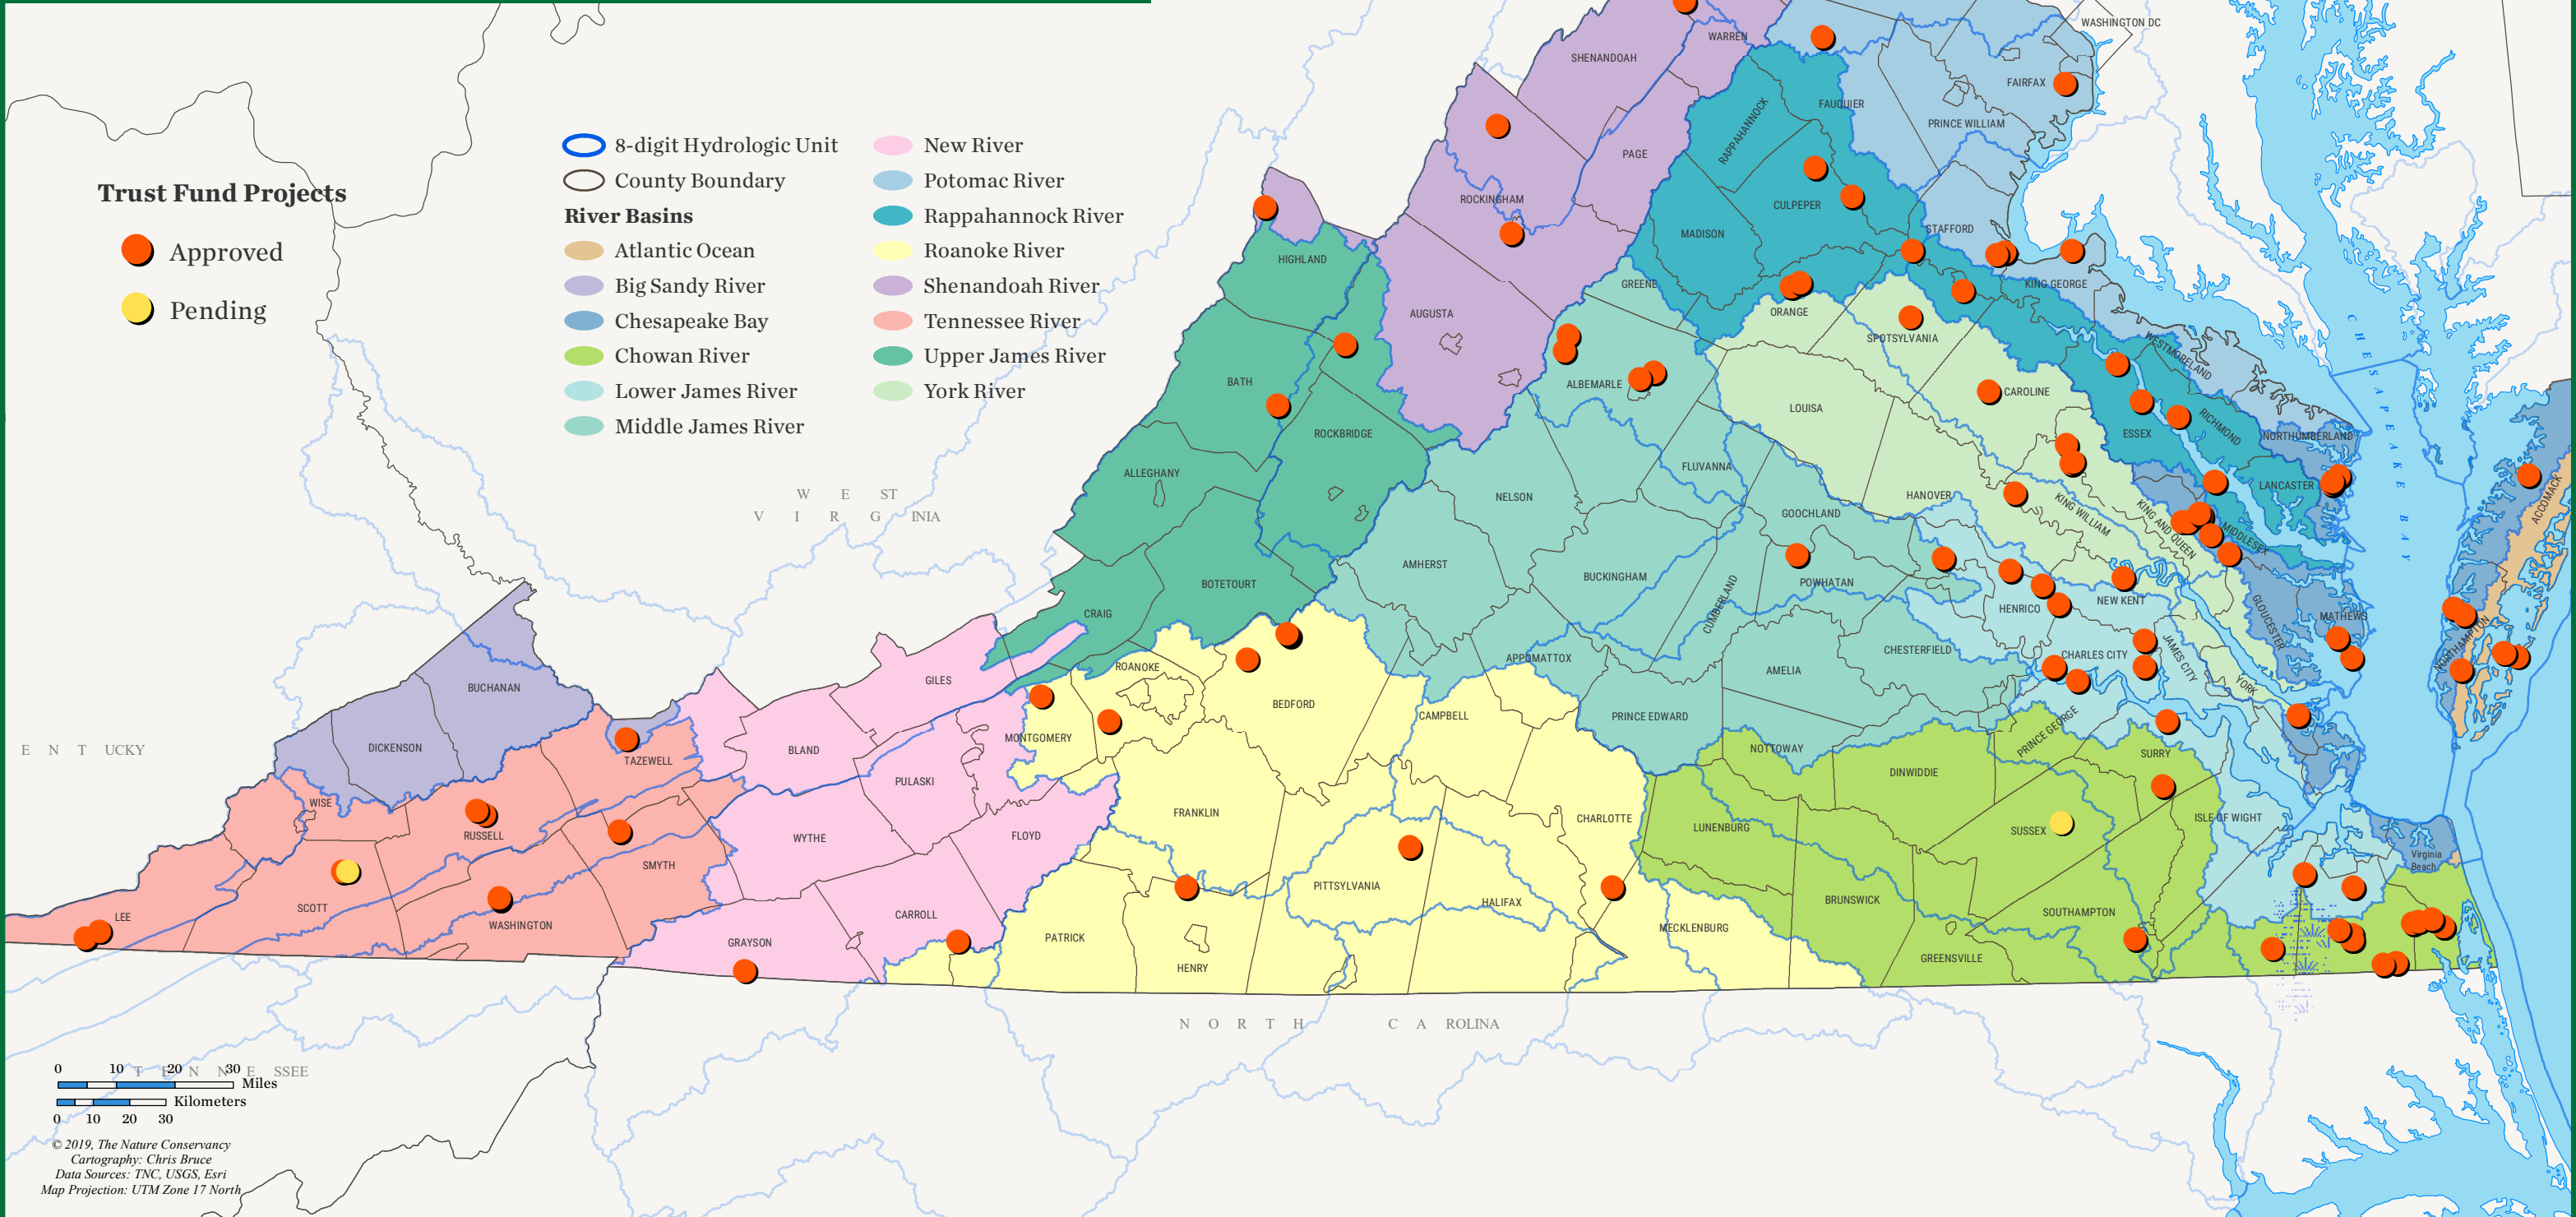 Trust Fund Projects
Approved
Pending
8-digit Hydrologic Unit
County Boundary
River Basins
Atlantic Ocean
Big Sandy River
Chesapeake Bay
Chowan River
Lower James River
Middle James River
New River
Potomac River
Rappahannock River
Roanoke River
Shenandoah River
Tennessee River
Upper James River
York River
WASHINGTON DC
WARREN
SHENANDOAH
FAIRFAX
FAUQUIER
PRINCE WILLIAM
RAPPAHANNOCK
PAGE
ROCKINGHAM
CULPEPER
MADISON
STAFFORD
HIGHLAND
GREENE
KING GEORGE
AUGUSTA
ORANGE
SPOTSYLVANIA
WESTMORELAND
CHESAPEAKE BAY
BATH
ALBEMARLE
CAROLINE
LOUISA
RICHMOND
ROCKBRIDGE
ESSEX
NORTHUMBERLAND
ALLEGHANY
FLUVANNA
LANCASTER
ACCOMACK
WEST
VIRGINIA
NELSON
HANOVER
GOOCHLAND
KING WILLIAM
KING AND QUEEN
MIDDLESEX
AMHERST
BUCKINGHAM
CUMBERLAND
POWHATAN
BOTETOURT
CRAIG
HENRICO
NEW KENT
GLOUCESTER
MATHEWS
NORTHAMPTON
ROANOKE
APPOMATTOX
AMELIA
CHESTERFIELD
CHARLES CITY
JAMES CITY
YORK
GILES
BUCHANAN
BEDFORD
CAMPBELL
PRINCE EDWARD
PRINCE GEORGE
MONTGOMERY
DICKENSON
BLAND
TAZEWELL
NOTTOWAY
SURRY
ENTUCKY
PULASKI
DINWIDDIE
WISE
RUSSELL
WYTHE
FLOYD
FRANKLIN
CHARLOTTE
LUNENBURG
SUSSEX
ISLE OF WIGHT
Virginia
Beach
SMYTH
PITTSYLVANIA
HALIFAX
BRUNSWICK
SCOTT
LEE
WASHINGTON
CARROLL
SOUTHAMPTON
GRAYSON
PATRICK
MECKLENBURG
HENRY
GREENSVILLE
NORTH CAROLINA
TENNESSEE
0 10 20 30
Miles
Kilometers
0 10 20 30
© 2019, The Nature Conservancy
Cartography: Chris Bruce
Data Sources: TNC, USGS, Esri
Map Projection: UTM Zone 17 North